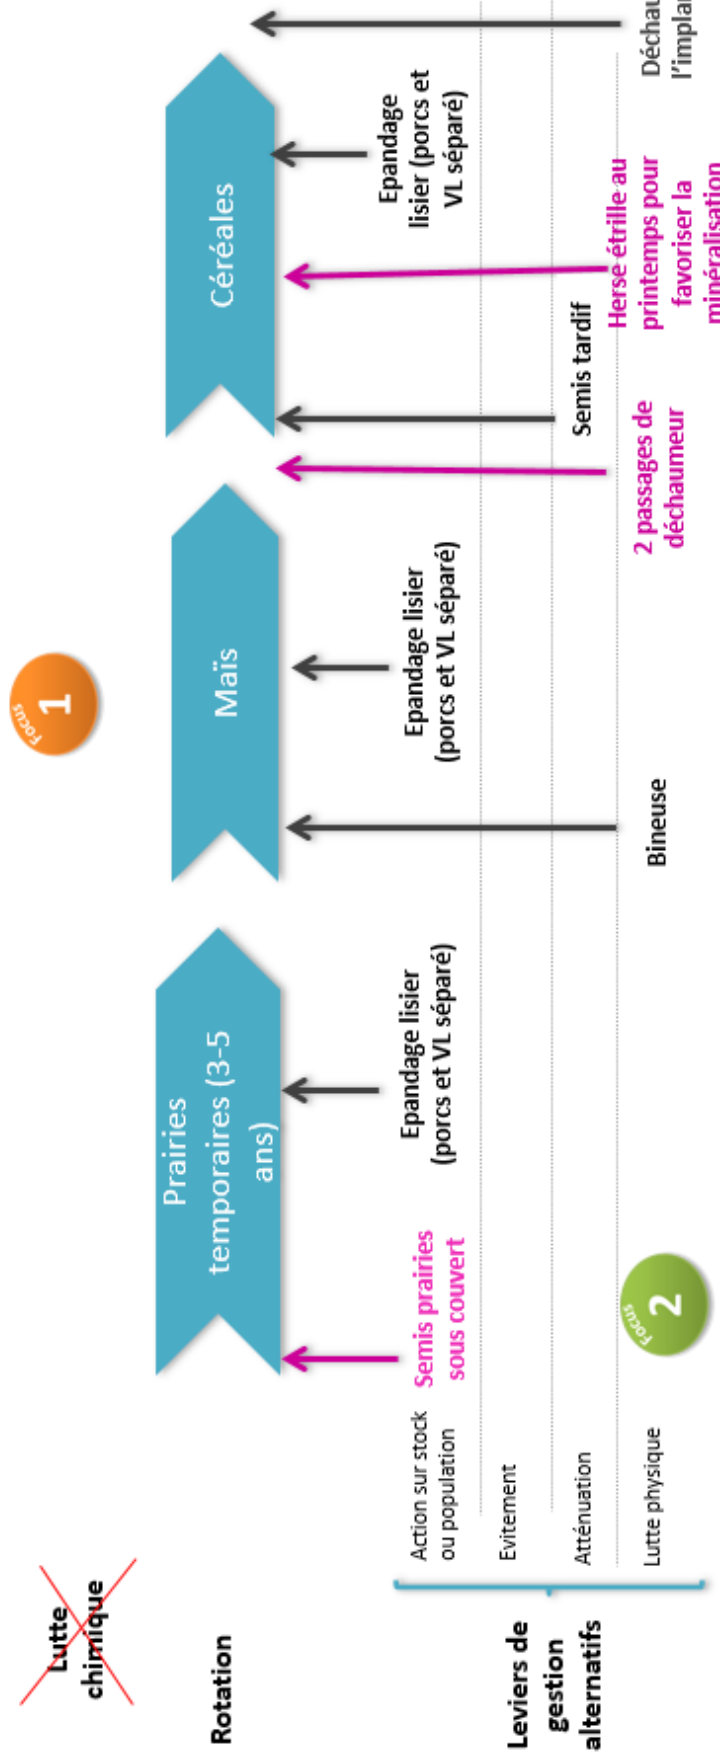 Lutte
chimique
Focus
1
Rotation
Prairies
temporaires (3-5
ans)
Maïs
Céréales
Leviers de
gestion
alternatifs
Action sur stock
ou population
Semis prairies
sous couvert
Epandage lisier
(porcs et VL séparé)
Epandage lisier
(porcs et VL séparé)
Epandage
lisier (porcs et
VL séparé)
Evitement
Atténuation
Semis tardif
Lutte physique
Focus
2
Bineuse
2 passages de
déchaumeur
Herse étrille au
printemps pour
favoriser la
minéralisation